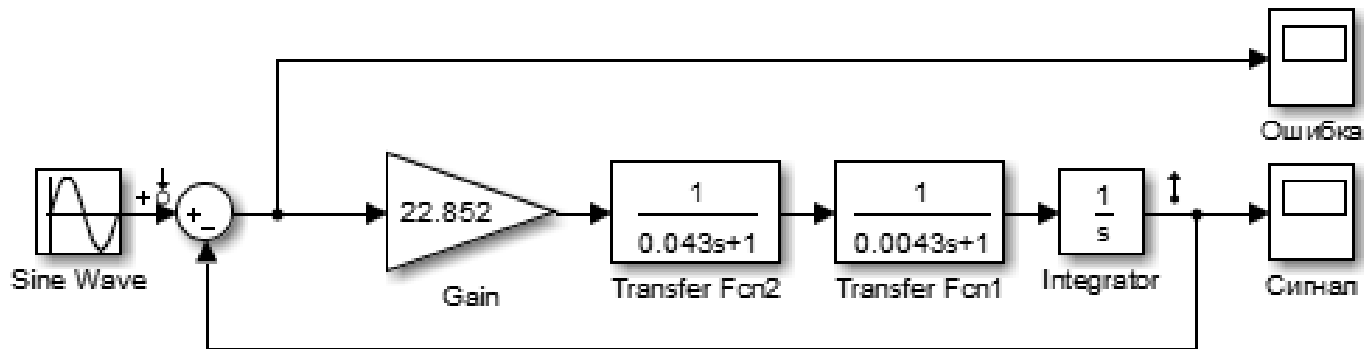 Ошибка
+
+
−
22.852
1
0.043s+1
1
0.0043s+1
1
s
Sine Wave
Gain
Transfer Fcn2
Transfer Fcn1
Integrator
Сигнал